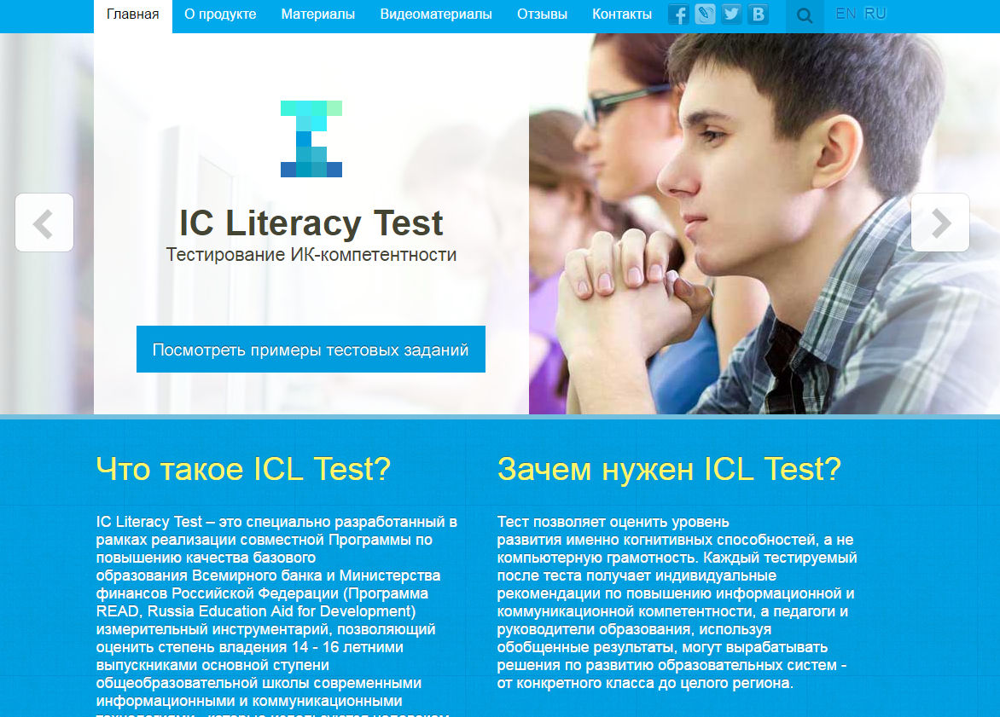 Главная О продукте Материалы Видеоматериалы Отзывы Контакты EN RU
IC Literacy Test
Тестирование ИК-компетентности
Посмотреть примеры тестовых заданий
Что такое ICL Test?
IC Literacy Test – это специально разработанный в
рамках реализации совместной Программы по
повышению качества базового
образования Всемирного банка и Министерства
финансов Российской Федерации (Программа
READ, Russia Education Aid for Development)
измерительный инструментарий, позволяющий
оценить степень владения 14 - 16 летними
выпускниками основной ступени
общеобразовательной школы современными
информационными и коммуникационными
Зачем нужен ICL Test?
Тест позволяет оценить уровень
развития именно когнитивных способностей, а не
компьютерную грамотность. Каждый тестируемый
после теста получает индивидуальные
рекомендации по повышению информационной и
коммуникационной компетентности, а педагоги и
руководители образования, используя
обобщенные результаты, могут вырабатывать
решения по развитию образовательных систем -
от конкретного класса до целого региона.